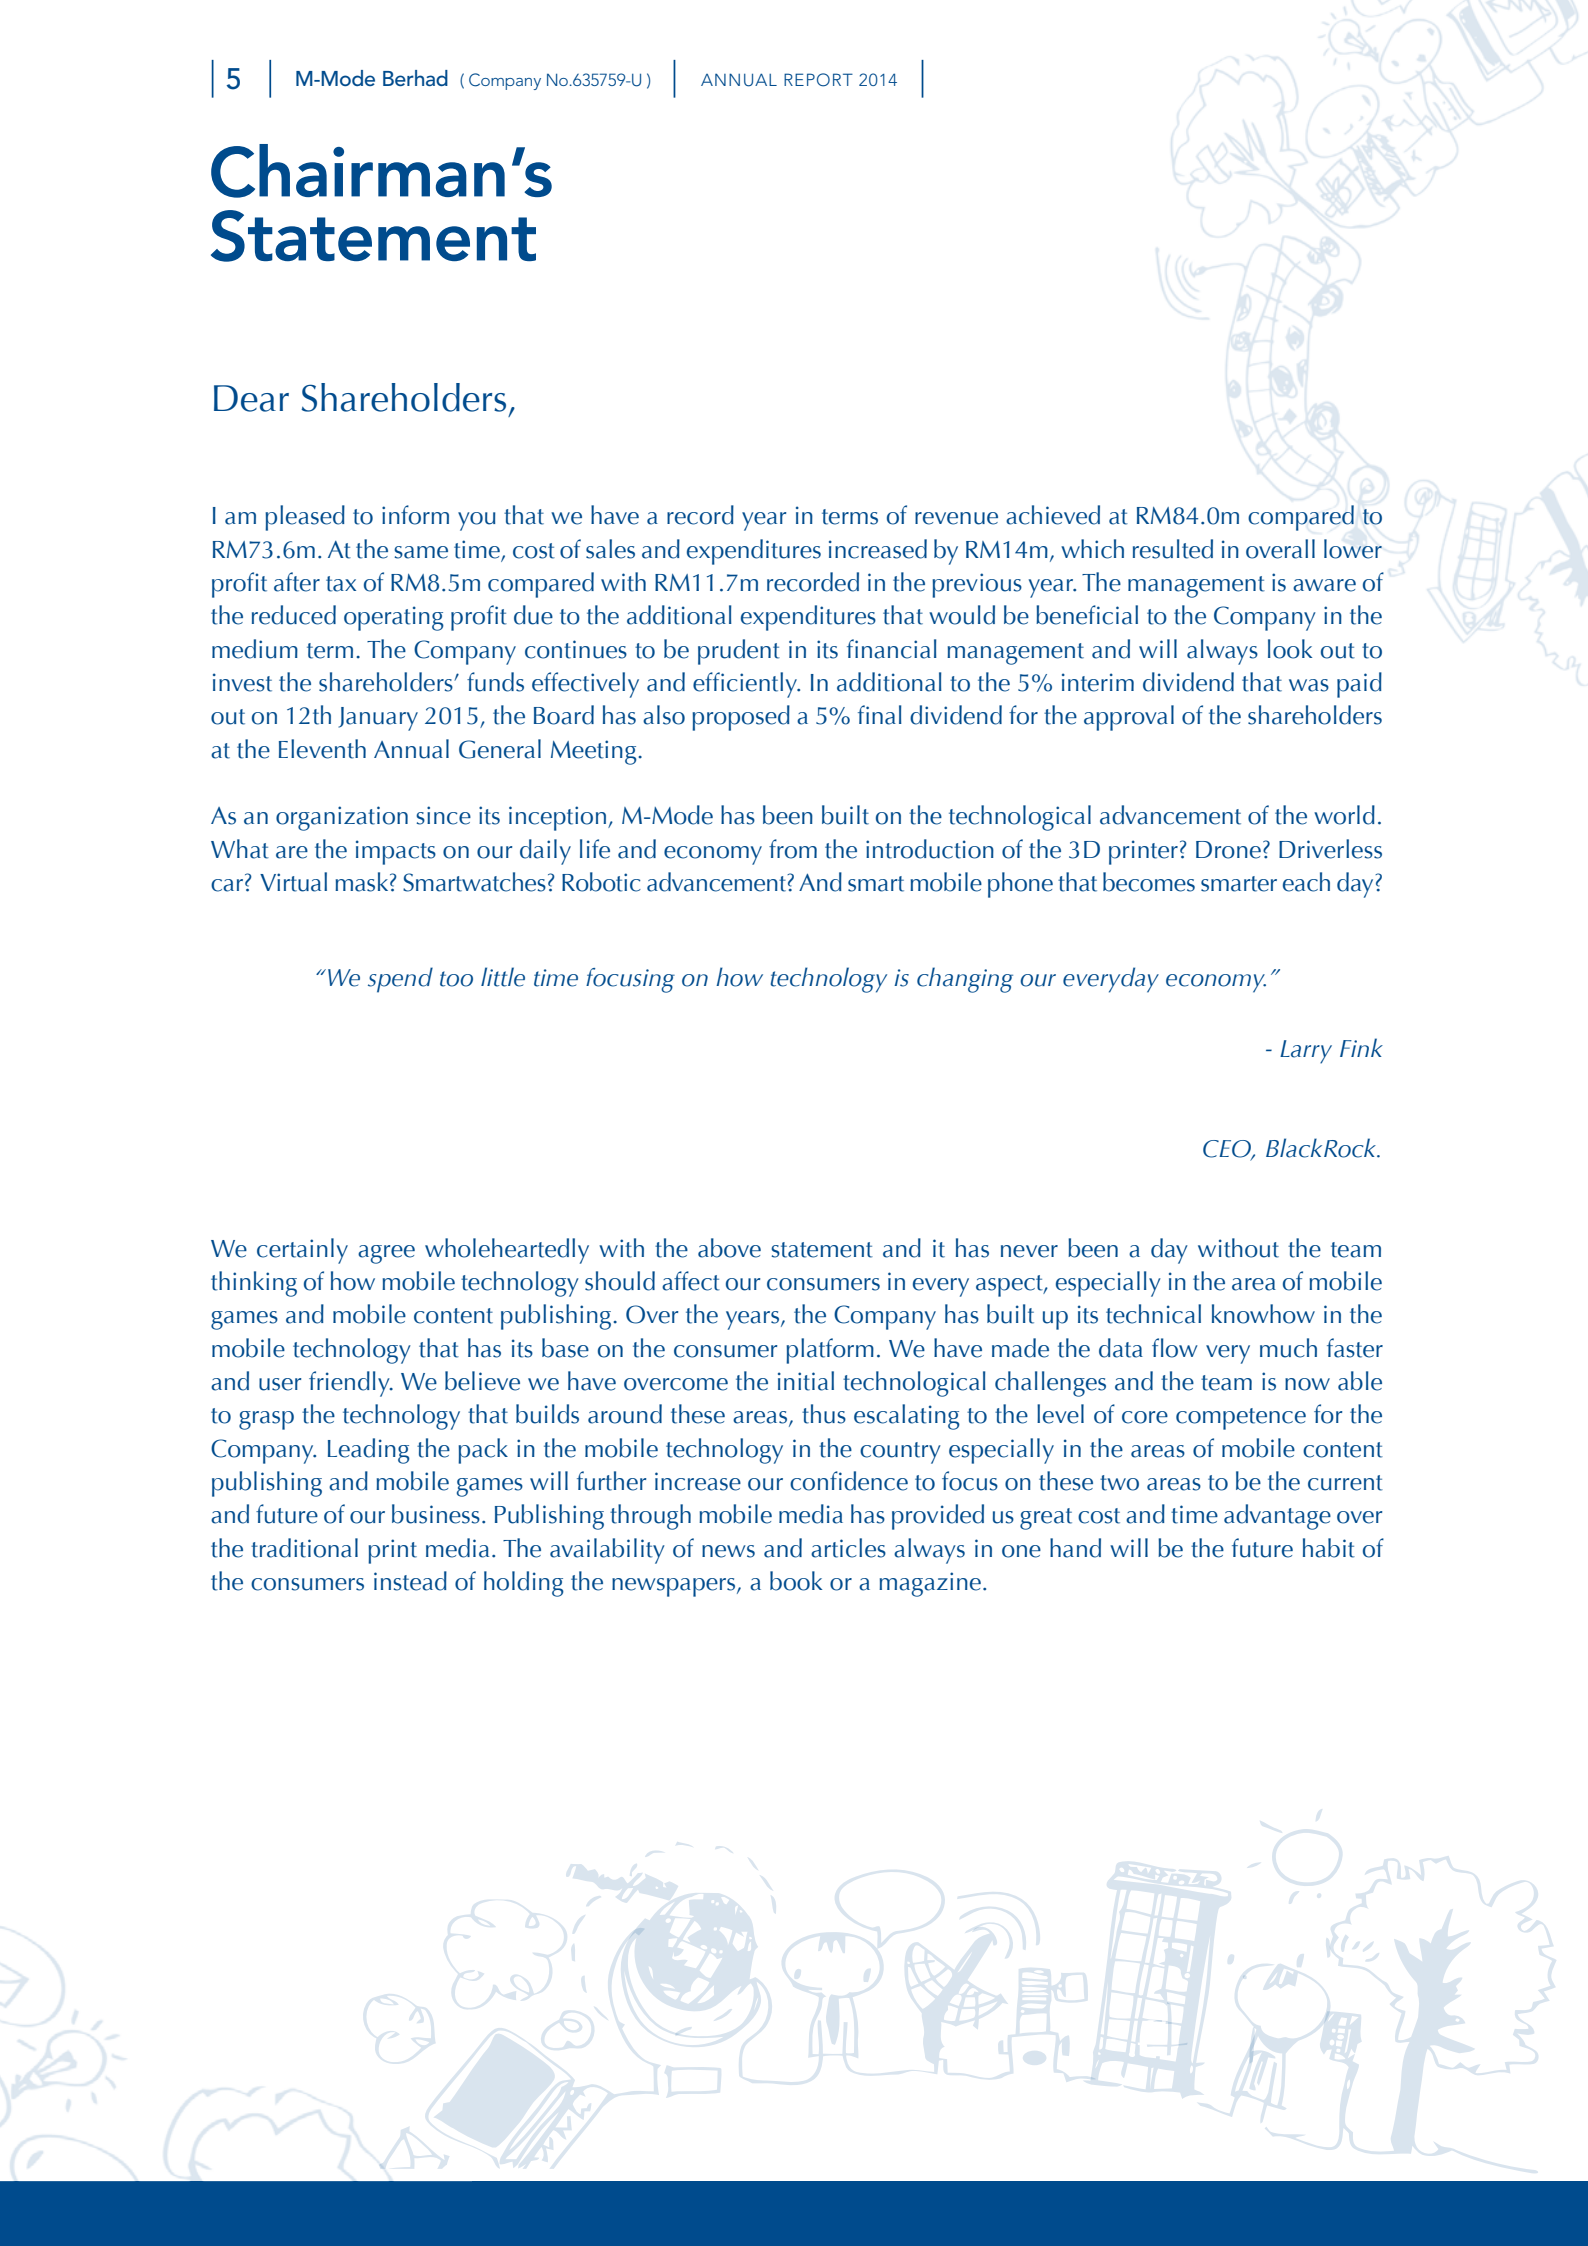 5 M-Mode Berhad ( Company No.635759-U ) ANNUAL REPORT 2014
Chairman’s
Statement
Dear Shareholders,
I am pleased to inform you that we have a record year in terms of revenue achieved at RM84.0m compared to
RM73.6m. At the same time, cost of sales and expenditures increased by RM14m, which resulted in overall lower
profit after tax of RM8.5m compared with RM11.7m recorded in the previous year. The management is aware of
the reduced operating profit due to the additional expenditures that would be beneficial to the Company in the
medium term. The Company continues to be prudent in its financial management and will always look out to
invest the shareholders’ funds effectively and efficiently. In additional to the 5% interim dividend that was paid
out on 12th January 2015, the Board has also proposed a 5% final dividend for the approval of the shareholders
at the Eleventh Annual General Meeting.
As an organization since its inception, M-Mode has been built on the technological advancement of the world.
What are the impacts on our daily life and economy from the introduction of the 3D printer? Drone? Driverless
car? Virtual mask? Smartwatches? Robotic advancement? And smart mobile phone that becomes smarter each day?
“We spend too little time focusing on how technology is changing our everyday economy.”
- Larry Fink
CEO, BlackRock.
We certainly agree wholeheartedly with the above statement and it has never been a day without the team
thinking of how mobile technology should affect our consumers in every aspect, especially in the area of mobile
games and mobile content publishing. Over the years, the Company has built up its technical knowhow in the
mobile technology that has its base on the consumer platform. We have made the data flow very much faster
and user friendly. We believe we have overcome the initial technological challenges and the team is now able
to grasp the technology that builds around these areas, thus escalating to the level of core competence for the
Company. Leading the pack in the mobile technology in the country especially in the areas of mobile content
publishing and mobile games will further increase our confidence to focus on these two areas to be the current
and future of our business. Publishing through mobile media has provided us great cost and time advantage over
the traditional print media. The availability of news and articles always in one hand will be the future habit of
the consumers instead of holding the newspapers, a book or a magazine.